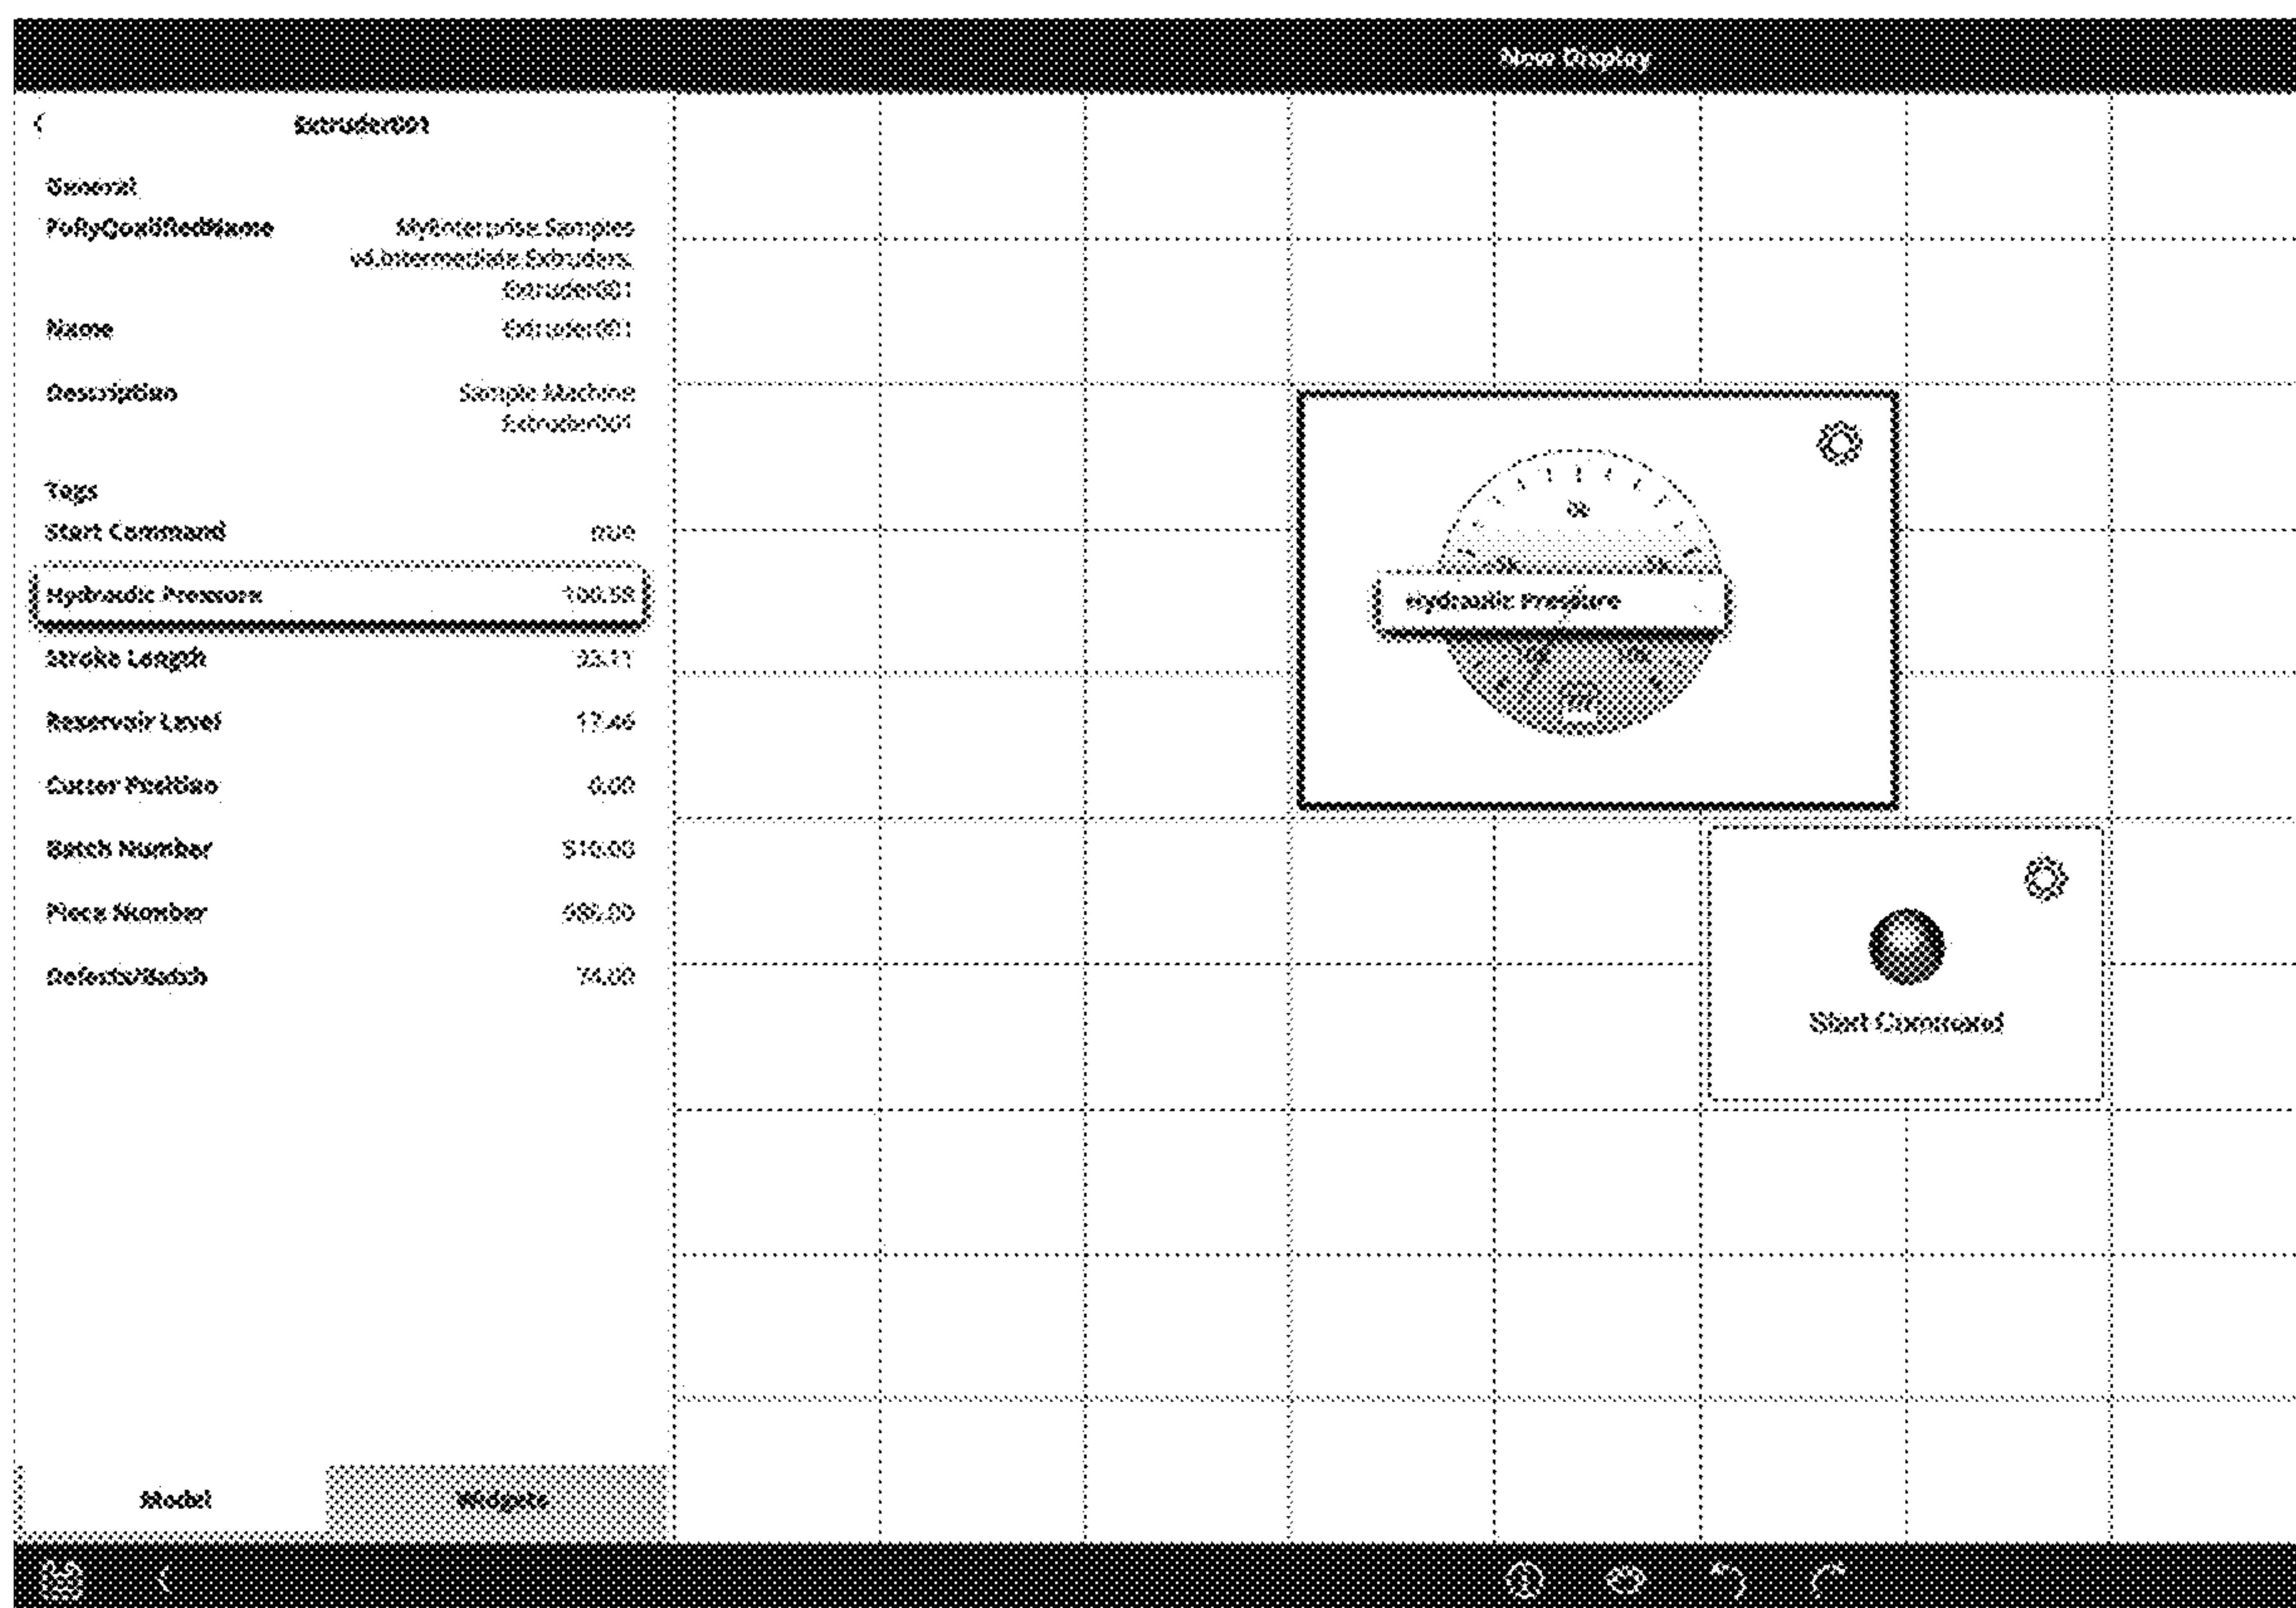 New Display
Extruder001
General
FullyQualifiedName
MyEnterprise.Samples
v4.Intermediate.Extruders.
Extruder001
Name Extruder001
Description Sample Machine
Extruder001
Tags
Start Command true
Hydraulic Pressure
Stroke Length
Reservoir Level 17.46
Cutter Position 0.00
Batch Number 510.00
Piece Number
Defects/Batch 74.00
Hydraulic Pressure
Start Command
Model Widgets